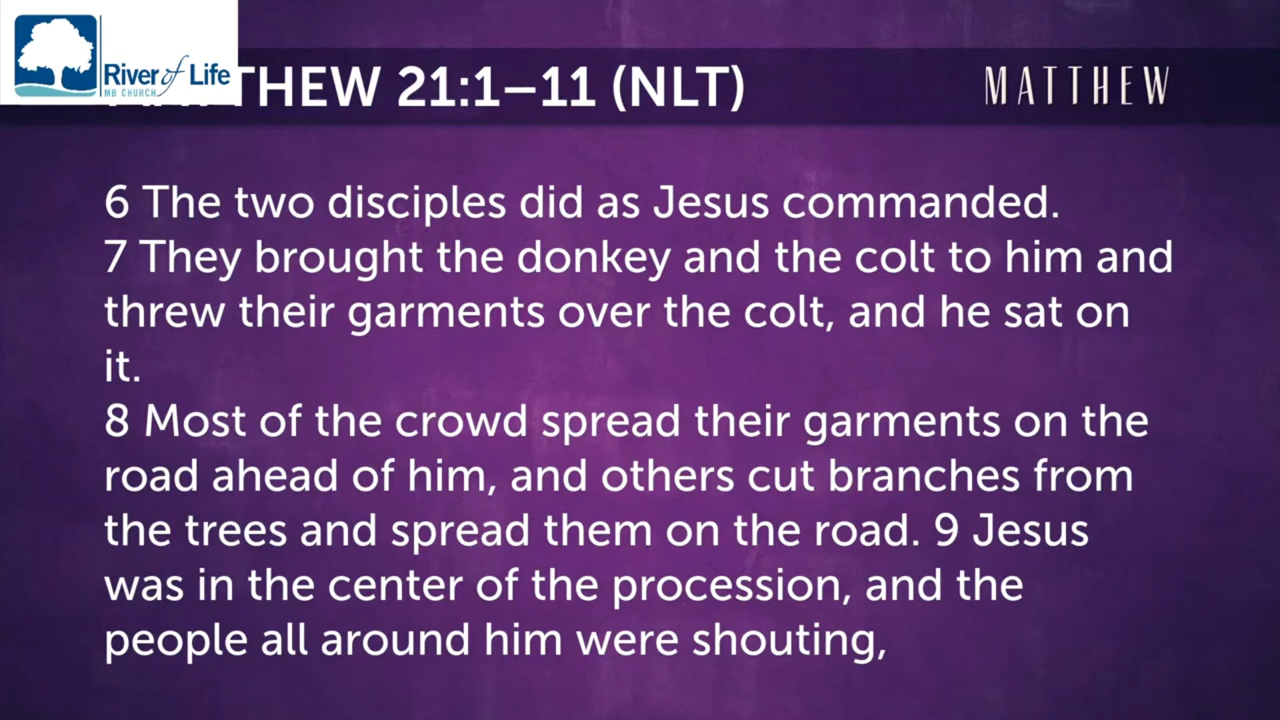 River of Life
MB CHURCH
THEW 21:1–11 (NLT)
MATTHEW
6 The two disciples did as Jesus commanded.
7 They brought the donkey and the colt to him and
threw their garments over the colt, and he sat on
it.
8 Most of the crowd spread their garments on the
road ahead of him, and others cut branches from
the trees and spread them on the road. 9 Jesus
was in the center of the procession, and the
people all around him were shouting,